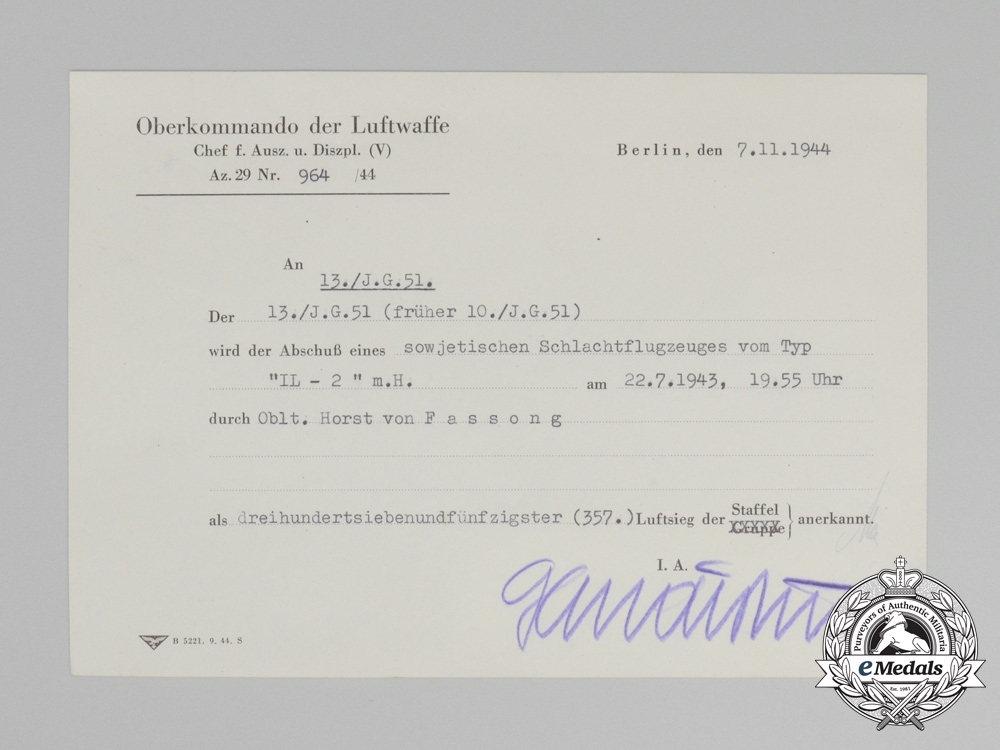 Oberkommando der Luftwaffe
Chef f. Ausz. u. Diszpl. (V)
Az. 29 Nr. 964 /44
Berlin, den 7.11.1944
An
13./J.G.51.
Der 13./J.G.51 (früher 10./J.G.51)
wird der Abschuß eines sowjetischen Schlachtflugzeuges vom Typ
"IL - 2 " m.H. am 22.7.1943, 19.55 Uhr
durch Oblt. Horst von F a s s o n g
als dreihundertsiebenundfünfzigster (357.) Luftsieg der Staffel Gruppe anerkannt.
I. A.
B 5221. 9. 44. S
Purveyors of Authentic Militaria
eMedals